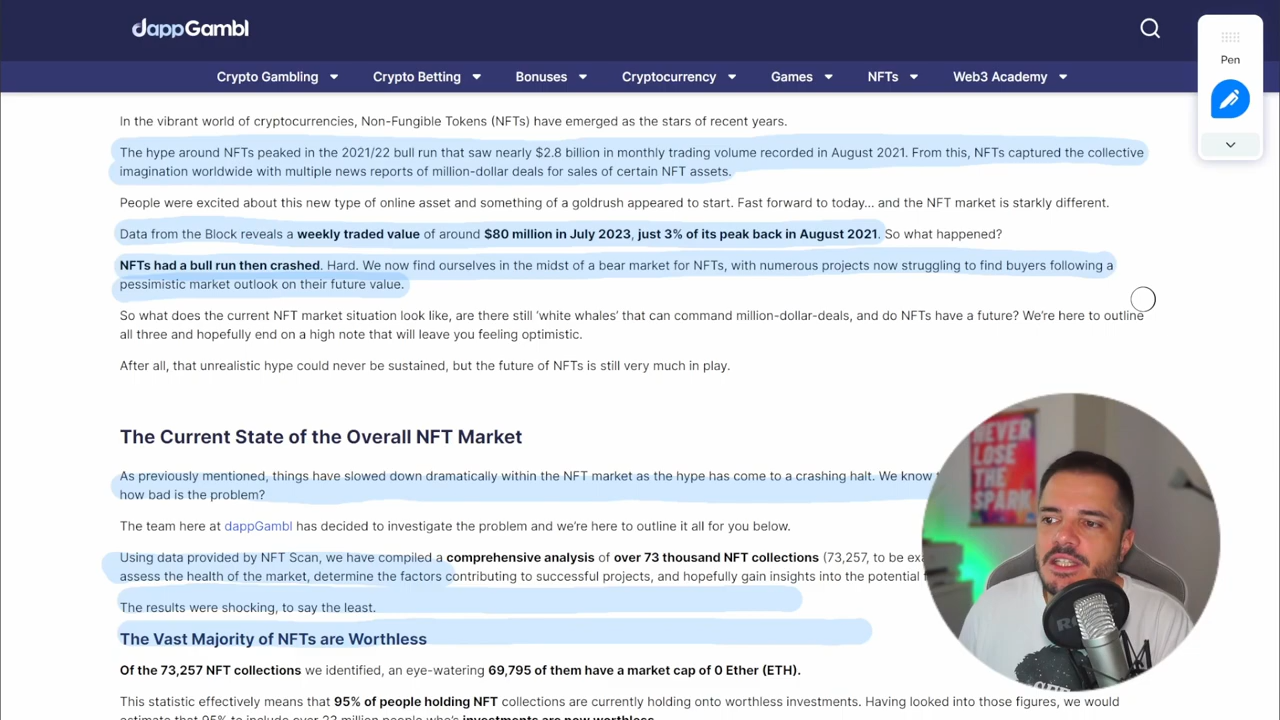 dappGambl
Pen
Crypto Gambling Crypto Betting Bonuses Cryptocurrency Games NFTs Web3 Academy
In the vibrant world of cryptocurrencies, Non-Fungible Tokens (NFTs) have emerged as the stars of recent years.
The hype around NFTs peaked in the 2021/22 bull run that saw nearly $2.8 billion in monthly trading volume recorded in August 2021. From this, NFTs captured the collective
imagination worldwide with multiple news reports of million-dollar deals for sales of certain NFT assets.
People were excited about this new type of online asset and something of a goldrush appeared to start. Fast forward to today... and the NFT market is starkly different.
Data from the Block reveals a weekly traded value of around $80 million in July 2023, just 3% of its peak back in August 2021. So what happened?
NFTs had a bull run then crashed. Hard. We now find ourselves in the midst of a bear market for NFTs, with numerous projects now struggling to find buyers following a
pessimistic market outlook on their future value.
So what does the current NFT market situation look like, are there still ‘white whales’ that can command million-dollar-deals, and do NFTs have a future? We’re here to outline
all three and hopefully end on a high note that will leave you feeling optimistic.
After all, that unrealistic hype could never be sustained, but the future of NFTs is still very much in play.
The Current State of the Overall NFT Market
As previously mentioned, things have slowed down dramatically within the NFT market as the hype has come to a crashing halt. We know
how bad is the problem?
The team here at dappGambl has decided to investigate the problem and we’re here to outline it all for you below.
Using data provided by NFT Scan, we have compiled a comprehensive analysis of over 73 thousand NFT collections (73,257, to be
assess the health of the market, determine the factors contributing to successful projects, and hopefully gain insights into the potential
The results were shocking, to say the least.
The Vast Majority of NFTs are Worthless
Of the 73,257 NFT collections we identified, an eye-watering 69,795 of them have a market cap of 0 Ether (ETH).
This statistic effectively means that 95% of people holding NFT collections are currently holding onto worthless investments. Having looked into those figures, we would
estimate that 95% to include over 23 million people who’s investments are now worthless.
NEVER
LOSE
THE
SPARK